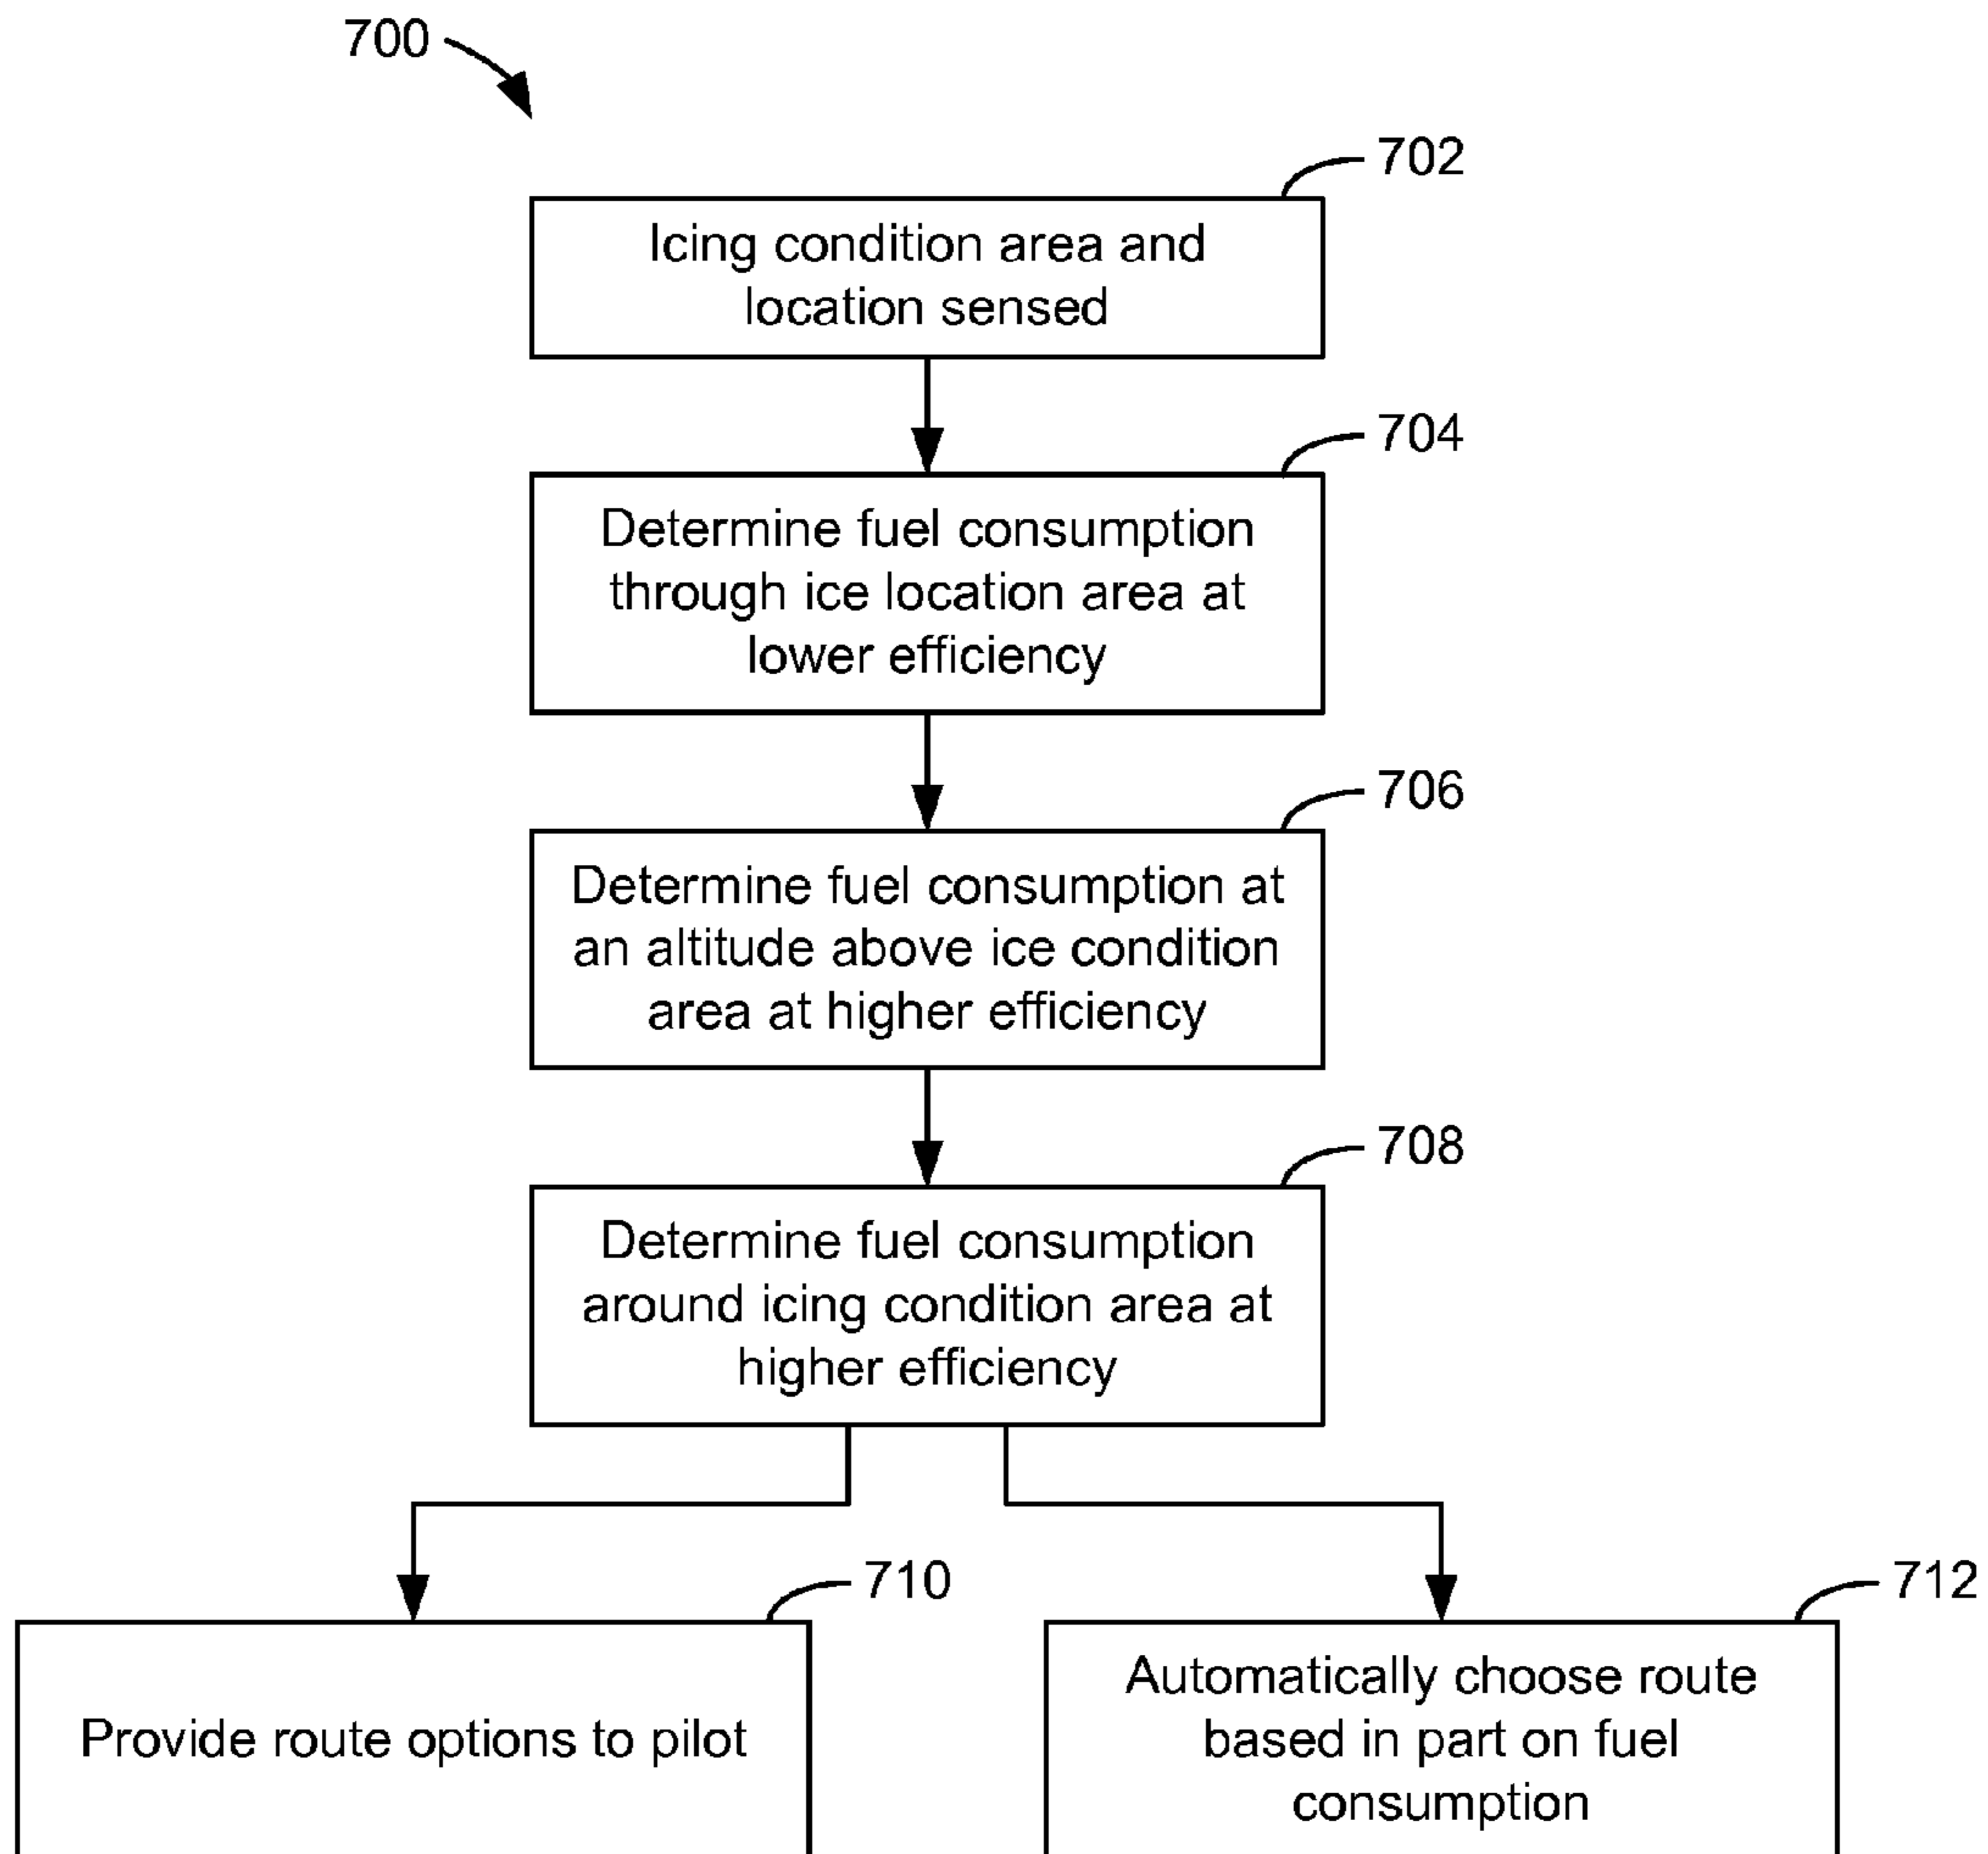 700
702
Icing condition area and
location sensed
704
Determine fuel consumption
through ice location area at
lower efficiency
706
Determine fuel consumption at
an altitude above ice condition
area at higher efficiency
708
Determine fuel consumption
around icing condition area at
higher efficiency
710
Provide route options to pilot
712
Automatically choose route
based in part on fuel
consumption